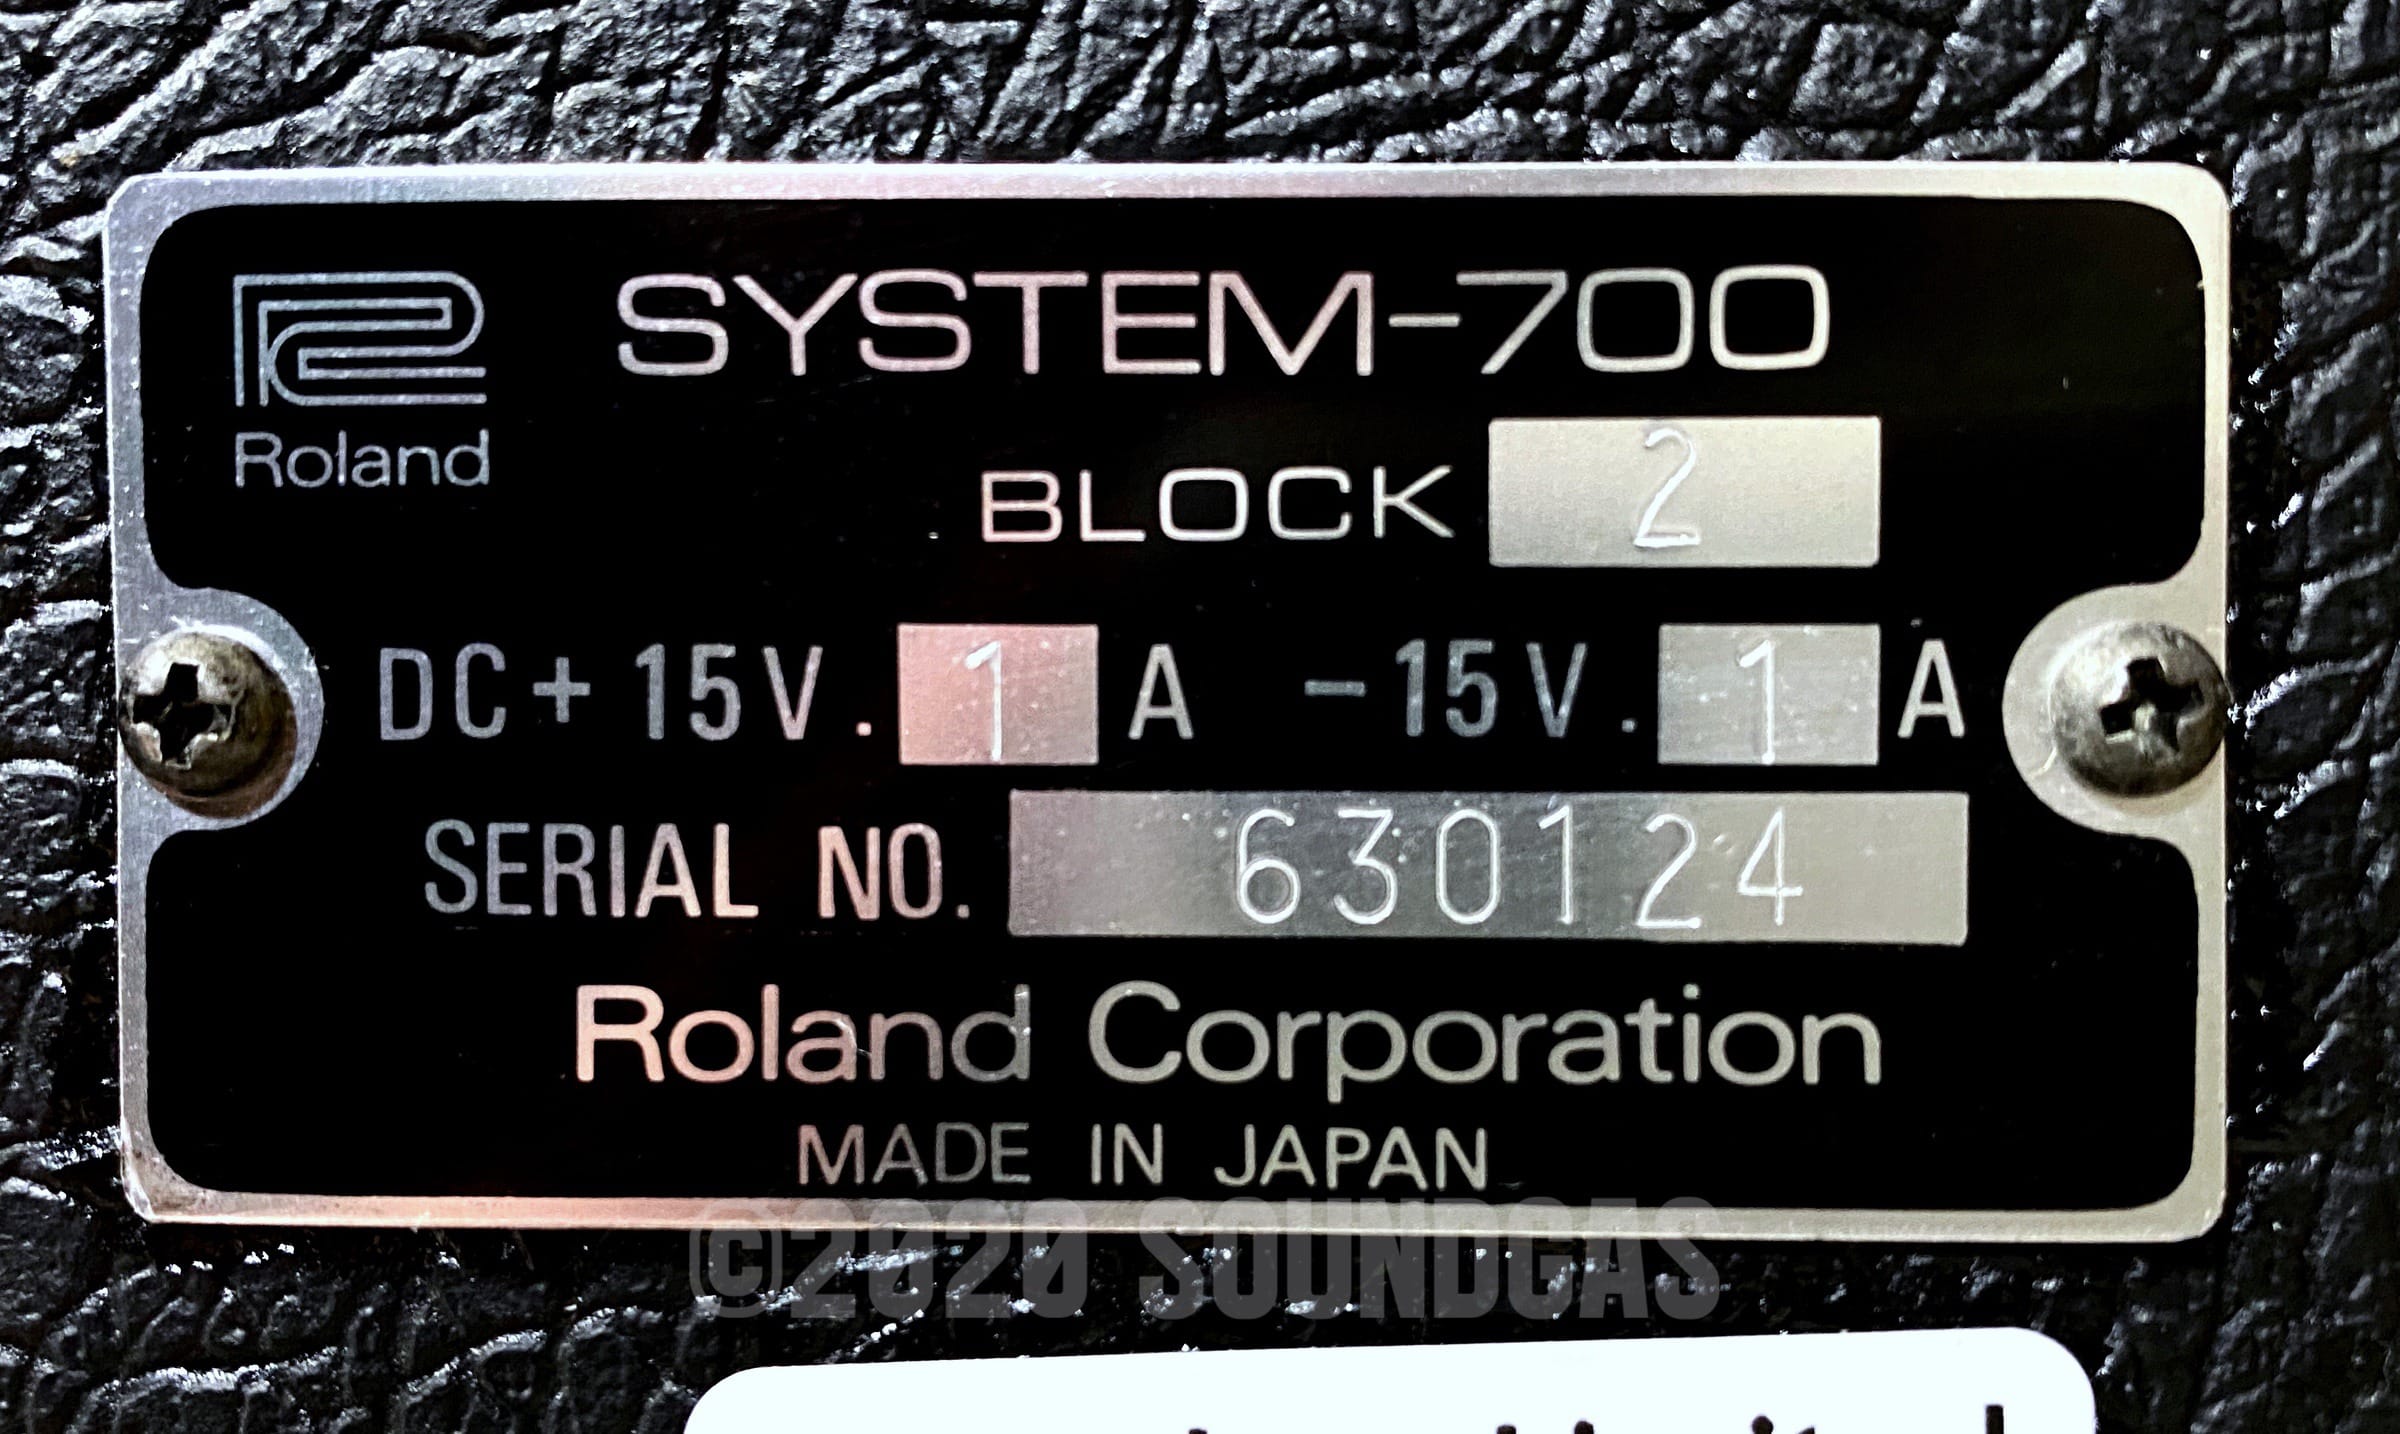 SYSTEM-700
Roland
BLOCK 2
DC + 15V . 1 A -15V . 1 A
SERIAL NO. 630124
Roland Corporation
MADE IN JAPAN
©2020 SOUNDGAS